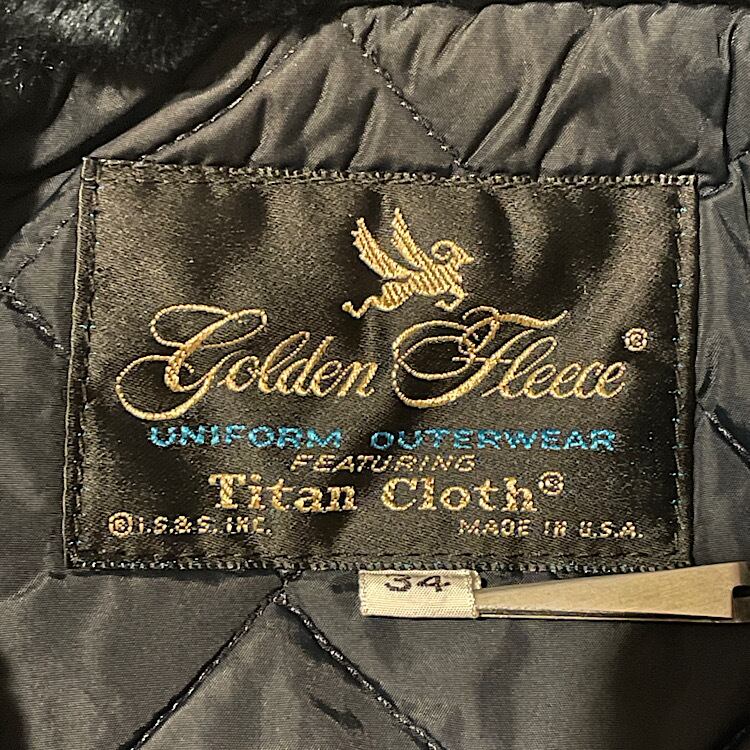 Golden Fleece®
UNIFORM OUTERWEAR
FEATURING
Titan Cloth®
©I.S.&S. INC. MADE IN U.S.A.
34